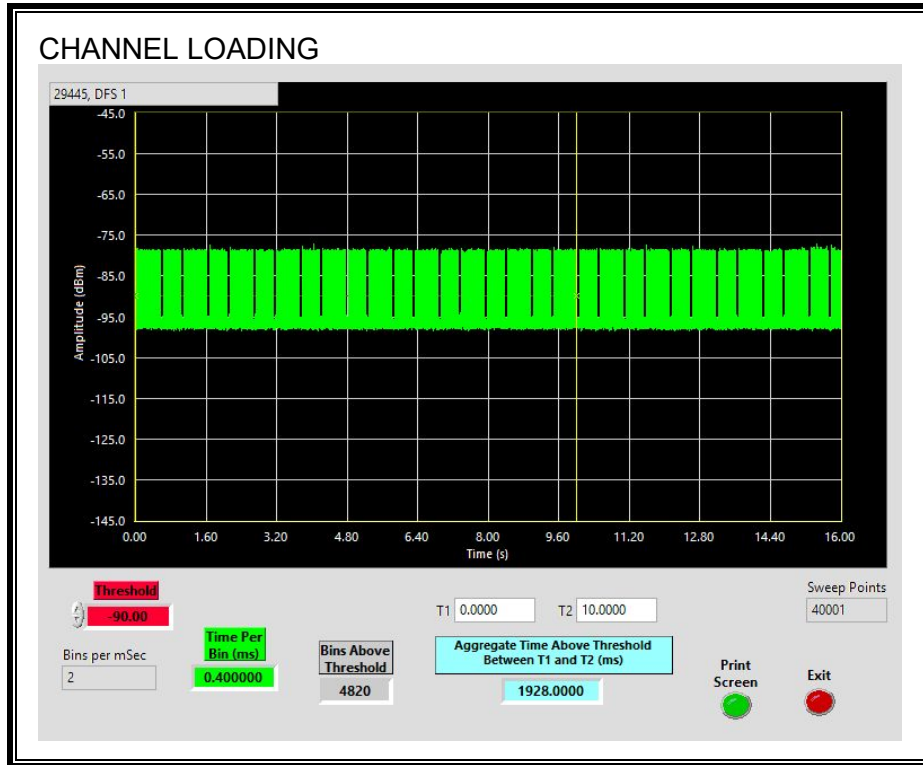 CHANNEL LOADING
29445, DFS 1
-45.0
-55.0
-65.0
-75.0
-85.0
-95.0
-105.0
-115.0
-125.0
-135.0
-145.0
Amplitude (dBm)
0.00 1.60 3.20 4.80 6.40 8.00 9.60 11.20 12.80 14.40 16.00
Time (s)
Threshold
-90.00
Bins per mSec
2
Time Per
Bin (ms)
0.400000
Bins Above
Threshold
4820
T1 0.0000 T2 10.0000
Aggregate Time Above Threshold
Between T1 and T2 (ms)
1928.0000
Sweep Points
40001
Print
Screen
Exit